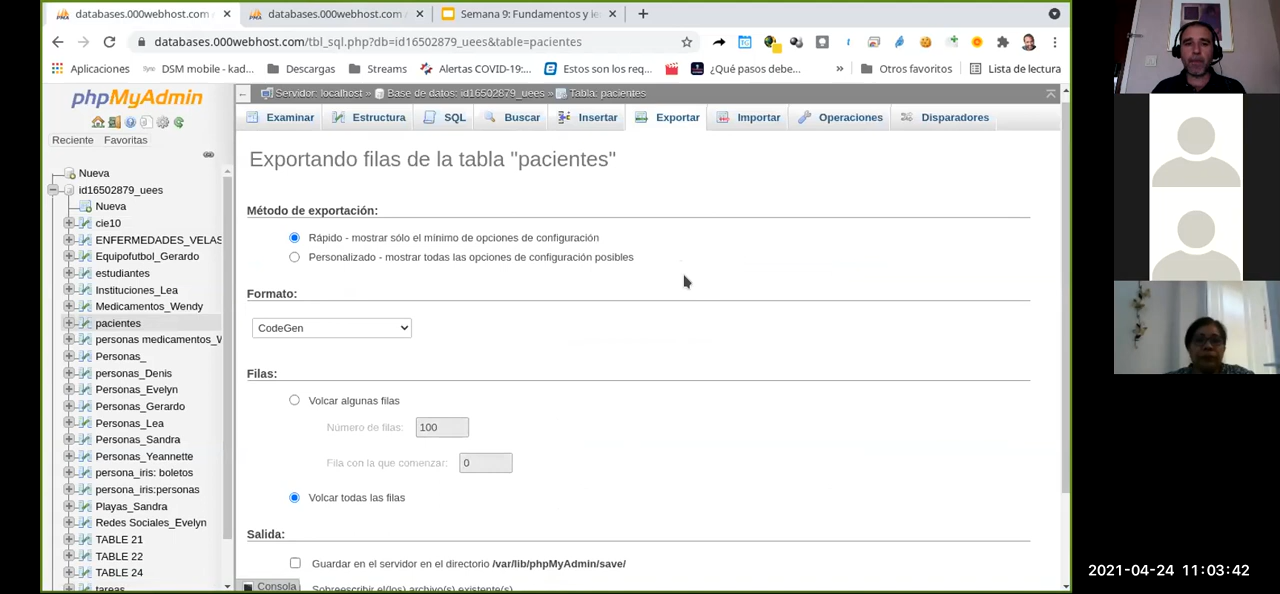 databases.000webhost.com
databases.000webhost.com /
Semana 9: Fundamentos y
databases.000webhost.com/tbl_sql.php?db=id16502879_uees&table=pacientes
Aplicaciones
DSM mobile - kad...
Descargas
Streams
Alertas COVID-19:...
Estos son los req...
¿Qué pasos debe...
»
Otros favoritos
Lista de lectura
phpMyAdmin
Reciente
Favoritas
Nueva
id16502879_uees
Nueva
cie10
ENFERMEDADES_VELAS
Equipofutbol_Gerardo
estudiantes
Instituciones_Lea
Medicamentos_Wendy
pacientes
personas medicamentos_W
Personas_
personas_Denis
Personas_Evelyn
Personas_Gerardo
Personas_Lea
Personas_Sandra
Personas_Yeannette
persona_iris: boletos
persona_iris:personas
Playas_Sandra
Redes Sociales_Evelyn
TABLE 21
TABLE 22
TABLE 24
tareas
Servidor: localhost » Base de datos: id16502879_uees » Tabla: pacientes
Examinar
Estructura
SQL
Buscar
Insertar
Exportar
Importar
Operaciones
Disparadores
Exportando filas de la tabla "pacientes"
Método de exportación:
Rápido - mostrar sólo el mínimo de opciones de configuración
Personalizado - mostrar todas las opciones de configuración posibles
Formato:
CodeGen
Filas:
Volcar algunas filas
Número de filas: 100
Fila con la que comenzar: 0
Volcar todas las filas
Salida:
Guardar en el servidor en el directorio /var/lib/phpMyAdmin/save/
Sobreescribir el(los) archivo(s) existente(s)
Consola
2021-04-24 11:03:42